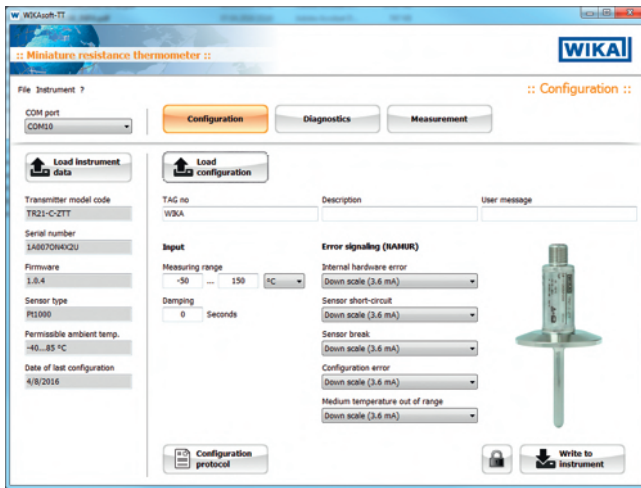 WIKAsoft-TT
:: Miniature resistance thermometer ::
WIKA
File Instrument ?
:: Configuration ::
COM port
COM10
Configuration
Diagnostics
Measurement
Load instrument
data
Load
configuration
Transmitter model code
TR21-C-ZTT
Serial number
1A007ON4X2U
Firmware
1.0.4
Sensor type
Pt1000
Permissible ambient temp.
-40...85 °C
Date of last configuration
4/8/2016
TAG no
Description
User message
WIKA
Input
Error signaling (NAMUR)
Measuring range
-50 ... 150 °C
Damping
0 Seconds
Internal hardware error
Down scale (3.6 mA)
Sensor short-circuit
Down scale (3.6 mA)
Sensor break
Down scale (3.6 mA)
Configuration error
Down scale (3.6 mA)
Medium temperature out of range
Down scale (3.6 mA)
Configuration
protocol
Write to
instrument